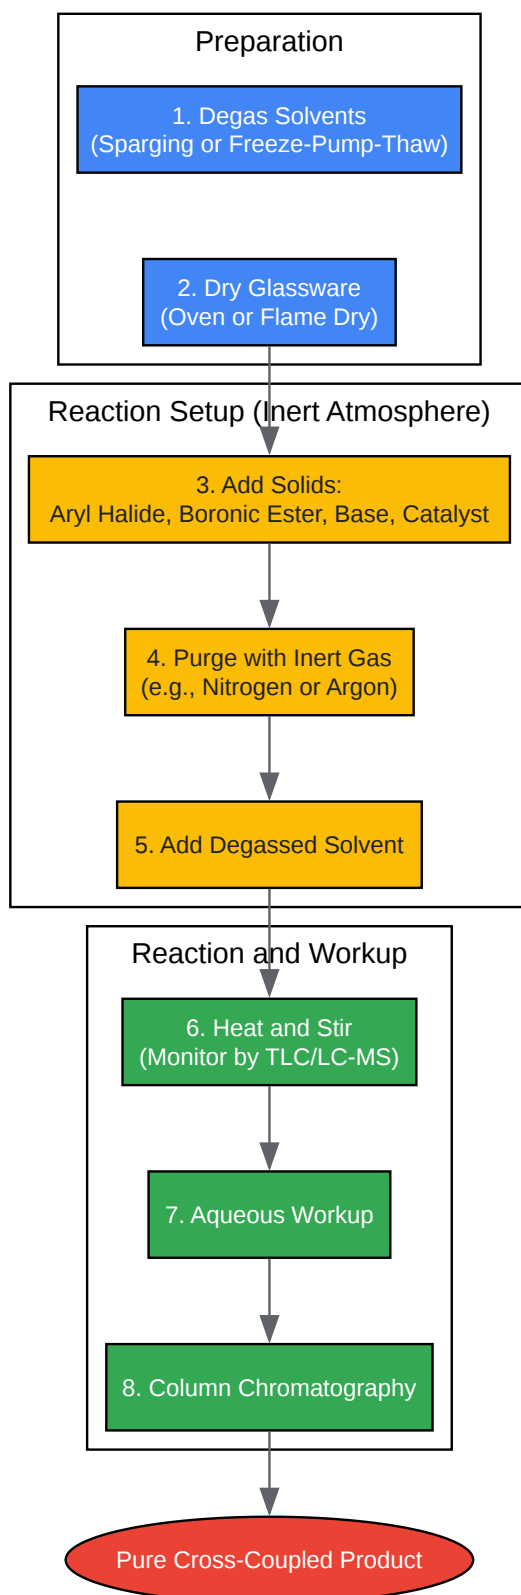 Preparation
1. Degas Solvents
(Sparging or Freeze-Pump-Thaw)
2. Dry Glassware
(Oven or Flame Dry)
Reaction Setup (Inert Atmosphere)
3. Add Solids:
Aryl Halide, Boronic Ester, Base, Catalyst
4. Purge with Inert Gas
(e.g., Nitrogen or Argon)
5. Add Degassed Solvent
Reaction and Workup
6. Heat and Stir
(Monitor by TLC/LC-MS)
7. Aqueous Workup
8. Column Chromatography
Pure Cross-Coupled Product